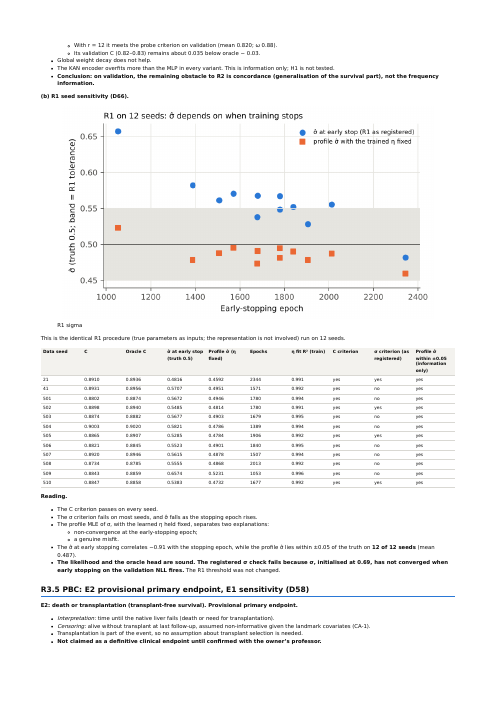 With r = 12 it meets the probe criterion on validation (mean 0.820; ω 0.88).
Its validation C (0.82–0.83) remains about 0.035 below oracle − 0.03.
Global weight decay does not help.
The KAN encoder overfits more than the MLP in every variant. This is information only; H1 is not tested.
Conclusion: on validation, the remaining obstacle to R2 is concordance (generalisation of the survival part), not the frequency
information.
(b) R1 seed sensitivity (D66).
R1 on 12 seeds: σ̂ depends on when training stops
σ̂ at early stop (R1 as registered)
profile σ̂ with the trained η fixed
σ̂ (truth 0.5; band = R1 tolerance)
0.65
0.60
0.55
0.50
0.45
1000 1200 1400 1600 1800 2000 2200 2400
Early-stopping epoch
R1 sigma
This is the identical R1 procedure (true parameters as inputs; the representation is not involved) run on 12 seeds.
Data seed C Oracle C σ̂ at early stop (truth 0.5) Profile σ̂ (η fixed) Epochs η fit R² (train) C criterion σ criterion (as registered) Profile σ̂ within ±0.05 (information only)
21 0.8910 0.8936 0.4816 0.4592 2344 0.991 yes yes yes
41 0.8931 0.8956 0.5707 0.4951 1571 0.992 yes no yes
501 0.8802 0.8874 0.5672 0.4946 1780 0.994 yes no yes
502 0.8898 0.8940 0.5485 0.4814 1780 0.991 yes yes yes
503 0.8874 0.8882 0.5677 0.4903 1679 0.995 yes no yes
504 0.9003 0.9020 0.5821 0.4786 1389 0.994 yes no yes
505 0.8865 0.8907 0.5285 0.4784 1906 0.992 yes yes yes
506 0.8821 0.8845 0.5523 0.4901 1840 0.995 yes no yes
507 0.8920 0.8946 0.5615 0.4878 1507 0.994 yes no yes
508 0.8734 0.8785 0.5555 0.4868 2013 0.992 yes no yes
509 0.8843 0.8859 0.6574 0.5231 1053 0.996 yes no yes
510 0.8847 0.8858 0.5383 0.4732 1677 0.992 yes yes yes
Reading.
The C criterion passes on every seed.
The σ criterion fails on most seeds, and σ̂ falls as the stopping epoch rises.
The profile MLE of σ, with the learned η held fixed, separates two explanations:
non-convergence at the early-stopping epoch;
a genuine misfit.
The σ̂ at early stopping correlates −0.91 with the stopping epoch, while the profile σ̂ lies within ±0.05 of the truth on 12 of 12 seeds (mean
0.487).
The likelihood and the oracle head are sound. The registered σ check fails because σ, initialised at 0.69, has not converged when
early stopping on the validation NLL fires. The R1 threshold was not changed.
R3.5 PBC: E2 provisional primary endpoint, E1 sensitivity (D58)
E2: death or transplantation (transplant-free survival). Provisional primary endpoint.
Interpretation: time until the native liver fails (death or need for transplantation).
Censoring: alive without transplant at last follow-up, assumed non-informative given the landmark covariates (CA-1).
Transplantation is part of the event, so no assumption about transplant selection is needed.
Not claimed as a definitive clinical endpoint until confirmed with the owner's professor.